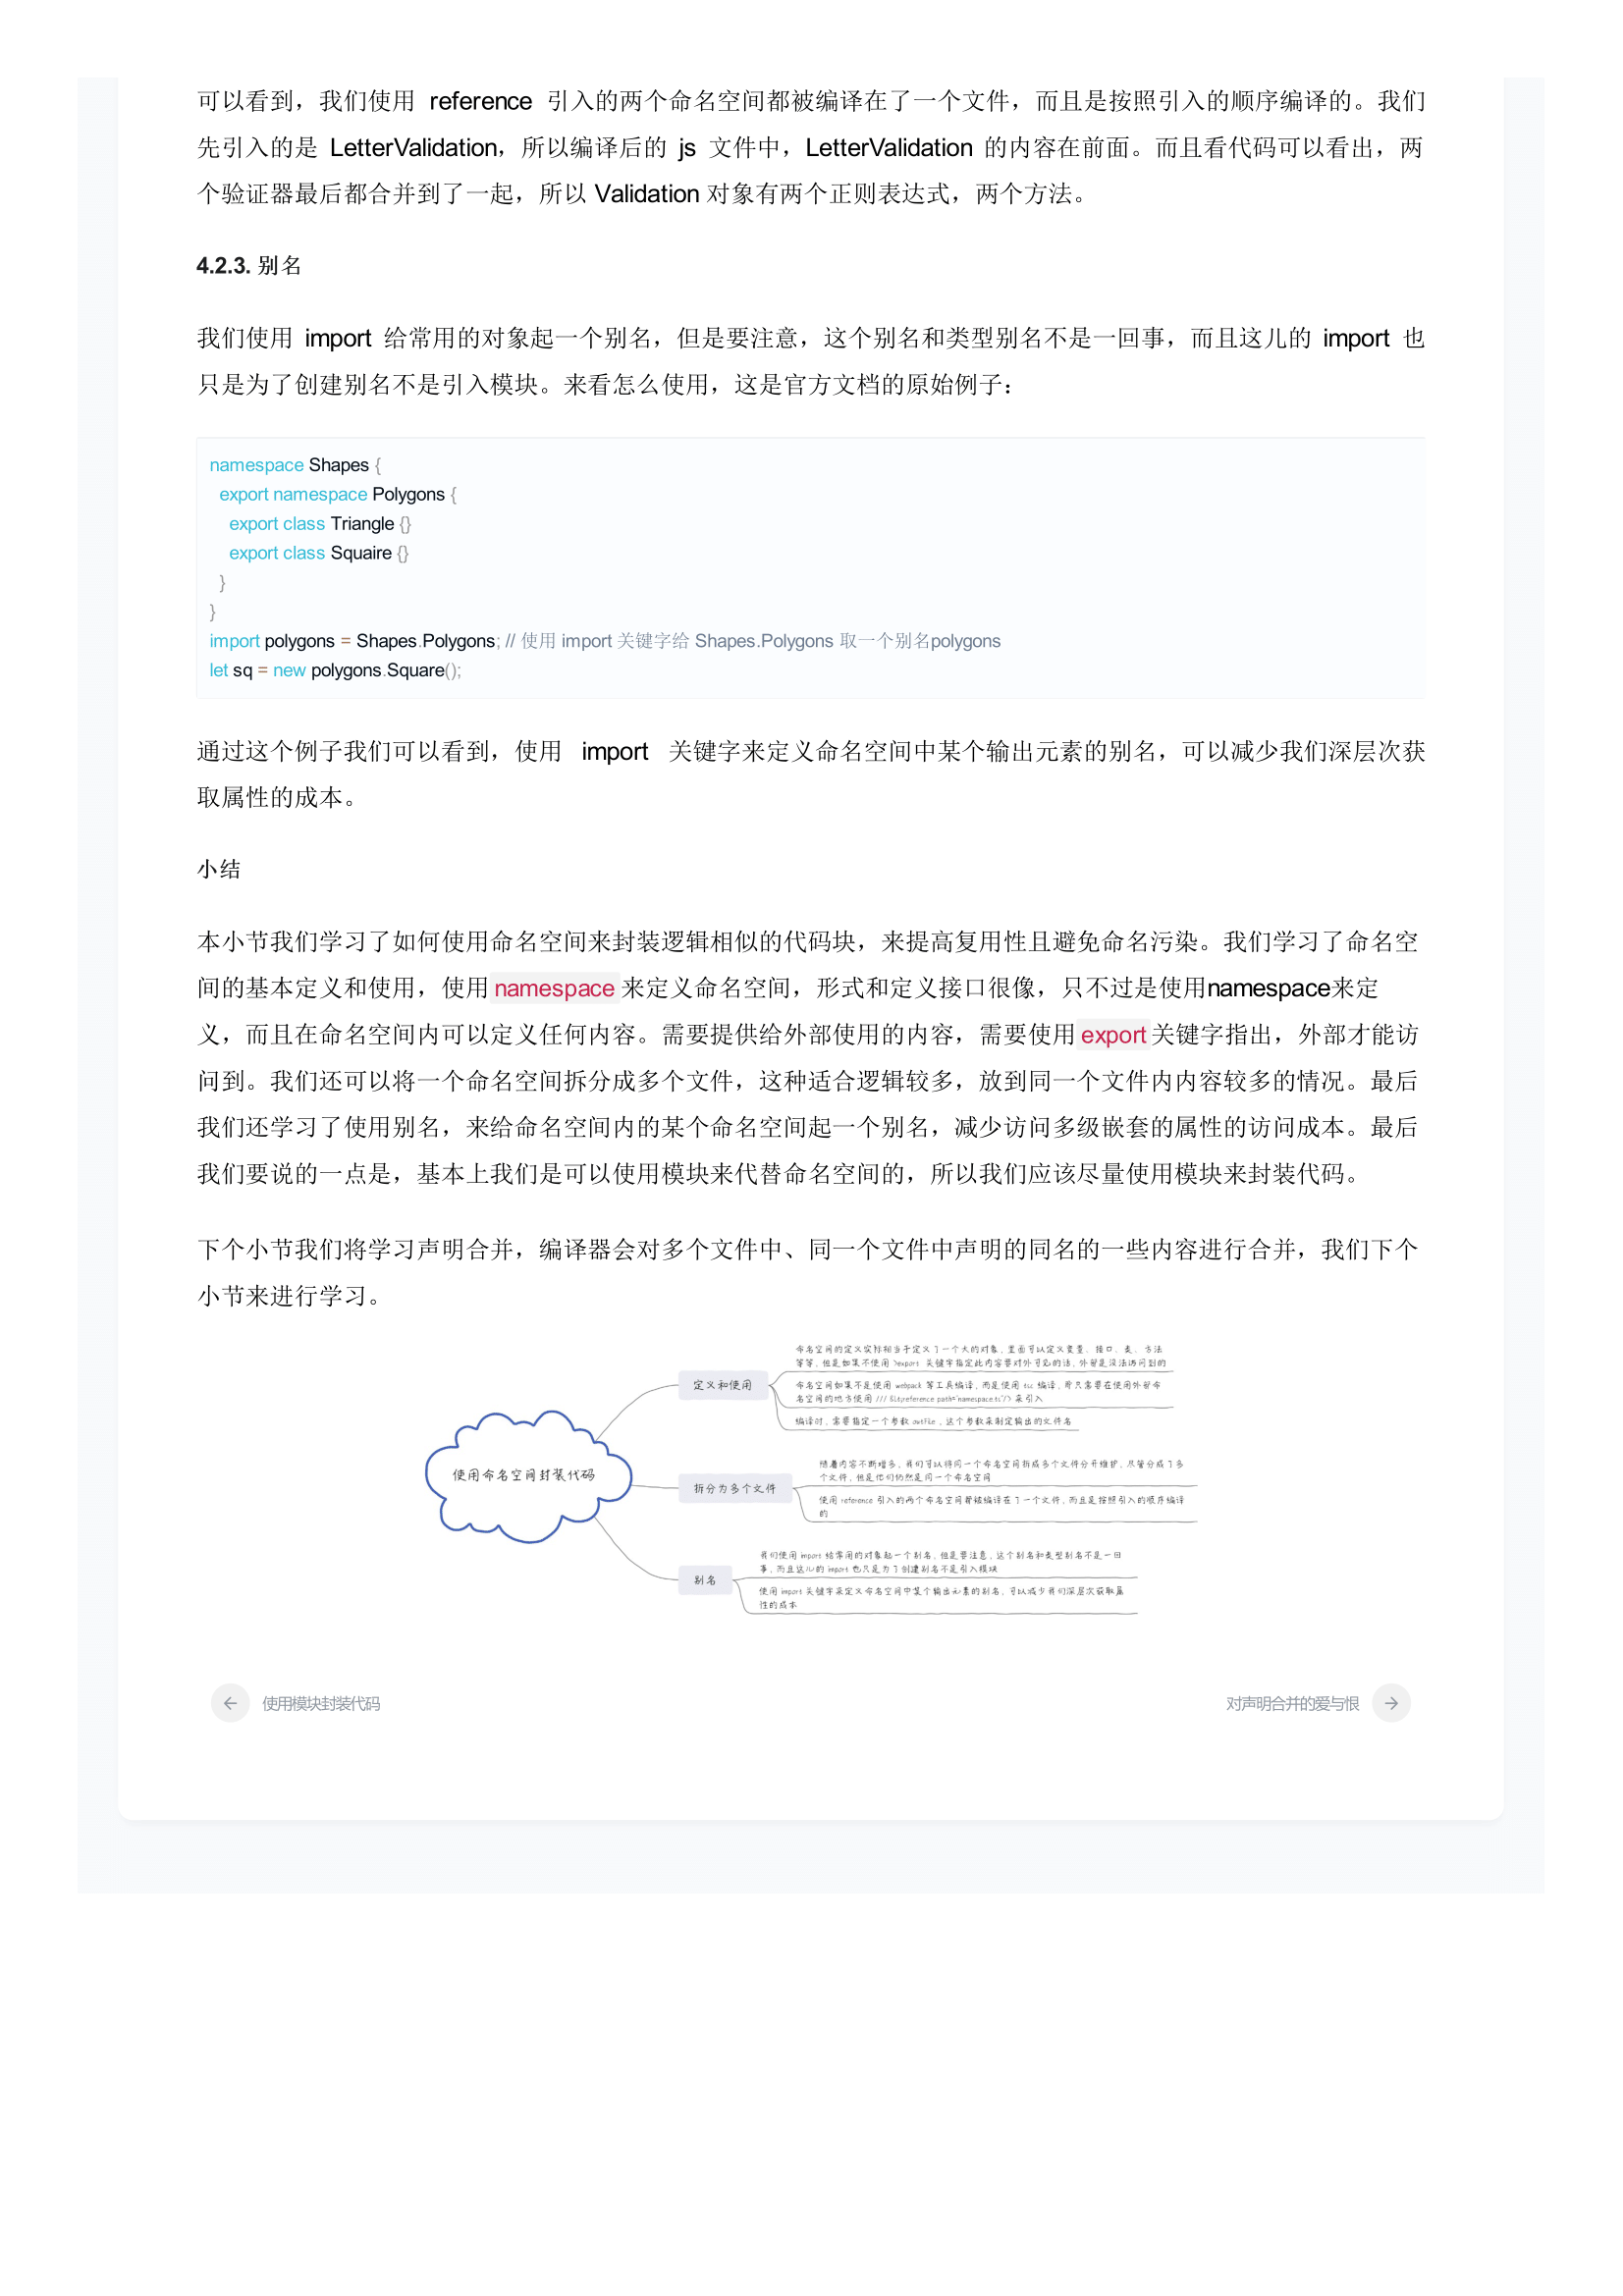 可以看到，我们使用 reference 引入的两个命名空间都被编译在了一个文件，而且是按照引入的顺序编译的。我们
先引入的是 LetterValidation，所以编译后的 js 文件中，LetterValidation 的内容在前面。而且看代码可以看出，两
个验证器最后都合并到了一起，所以 Validation 对象有两个正则表达式，两个方法。
4.2.3. 别名
我们使用 import 给常用的对象起一个别名，但是要注意，这个别名和类型别名不是一回事，而且这儿的 import 也
只是为了创建别名不是引入模块。来看怎么使用，这是官方文档的原始例子：
namespace Shapes {
  export namespace Polygons {
    export class Triangle {}
    export class Squaire {}
  }
}
import polygons = Shapes.Polygons; // 使用 import 关键字给 Shapes.Polygons 取一个别名polygons
let sq = new polygons.Square();
通过这个例子我们可以看到，使用 import 关键字来定义命名空间中某个输出元素的别名，可以减少我们深层次获
取属性的成本。
小结
本小节我们学习了如何使用命名空间来封装逻辑相似的代码块，来提高复用性且避免命名污染。我们学习了命名空
间的基本定义和使用，使用namespace来定义命名空间，形式和定义接口很像，只不过是使用namespace来定
义，而且在命名空间内可以定义任何内容。需要提供给外部使用的内容，需要使用export关键字指出，外部才能访
问到。我们还可以将一个命名空间拆分成多个文件，这种适合逻辑较多，放到同一个文件内内容较多的情况。最后
我们还学习了使用别名，来给命名空间内的某个命名空间起一个别名，减少访问多级嵌套的属性的访问成本。最后
我们要说的一点是，基本上我们是可以使用模块来代替命名空间的，所以我们应该尽量使用模块来封装代码。
下个小节我们将学习声明合并，编译器会对多个文件中、同一个文件中声明的同名的一些内容进行合并，我们下个
小节来进行学习。
使用命名空间封装代码
定义和使用
命名空间的定义实际相当于定义了一个大的对象，里面可以定义变量、接口、类、方法
等等，但是如果不使用 `export 关键字指定此内容要对外可见的话，外部是没法访问到的
命名空间如果不是使用 webpack 等工具编译，而是使用 tsc 编译，那只需要在使用外部命
名空间的地方使用 /// &lt;reference path="namespace.ts"/> 来引入
编译时，需要指定一个参数 outFile ，这个参数来制定输出的文件名
拆分为多个文件
随着内容不断增多，我们可以将同一个命名空间拆成多个文件分开维护，尽管分成了多
个文件，但是他们仍然是同一个命名空间
使用 reference 引入的两个命名空间都被编译在了一个文件，而且是按照引入的顺序编译
的
别名
我们使用 import 给常用的对象起一个别名，但是要注意，这个别名和类型别名不是一回
事，而且这儿的 import 也只是为了创建别名不是引入模块
使用 import 关键字来定义命名空间中某个输出元素的别名，可以减少我们深层次获取属
性的成本
使用模块封装代码
对声明合并的爱与恨